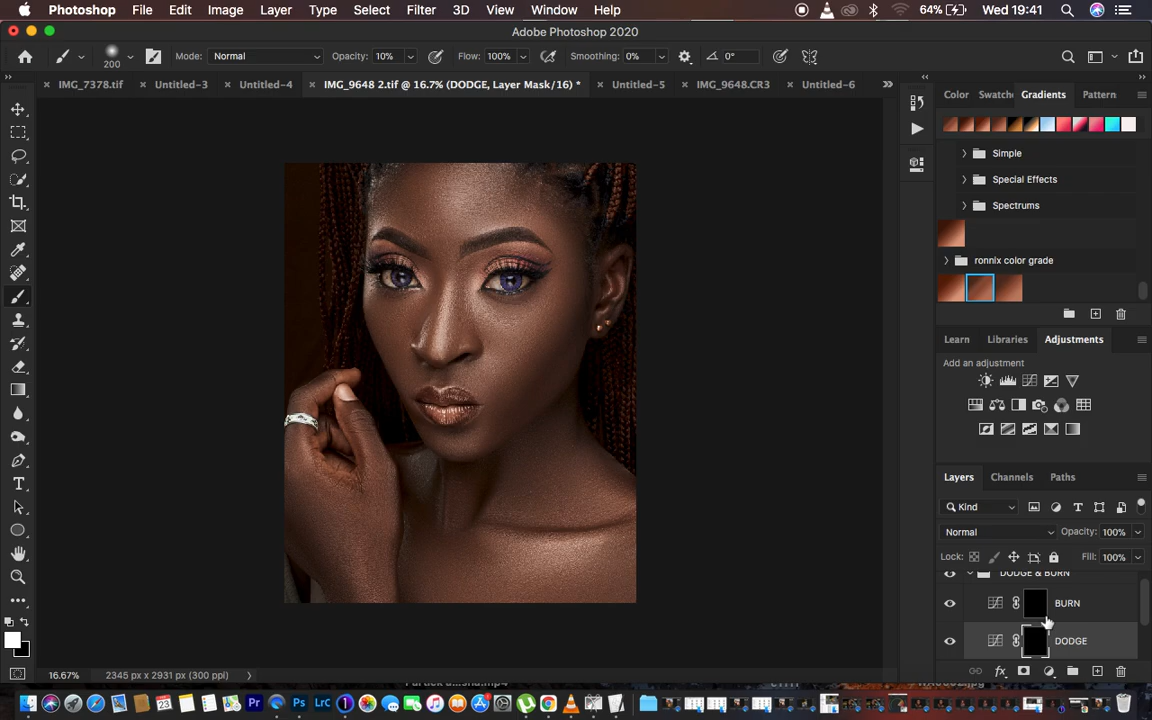 Photoshop File Edit Image Layer Type Select Filter 3D View Window Help 64% Wed 19:41
Adobe Photoshop 2020
200 Mode: Normal Opacity: 10% Flow: 100% Smoothing: 0% 0°
IMG_7378.tif Untitled-3 Untitled-4 IMG_9648 2.tif @ 16.7% (DODGE, Layer Mask/16) * Untitled-5 IMG_9648.CR3 Untitled-6
Color Swatch Gradients Pattern
Simple
Special Effects
Spectrums
ronnix color grade
Learn Libraries Adjustments
Add an adjustment
Layers Channels Paths
Kind
Normal Opacity: 100%
Lock: Fill: 100%
DODGE & BURN
BURN
DODGE
16.67% 2345 px x 2931 px (300 ppi)